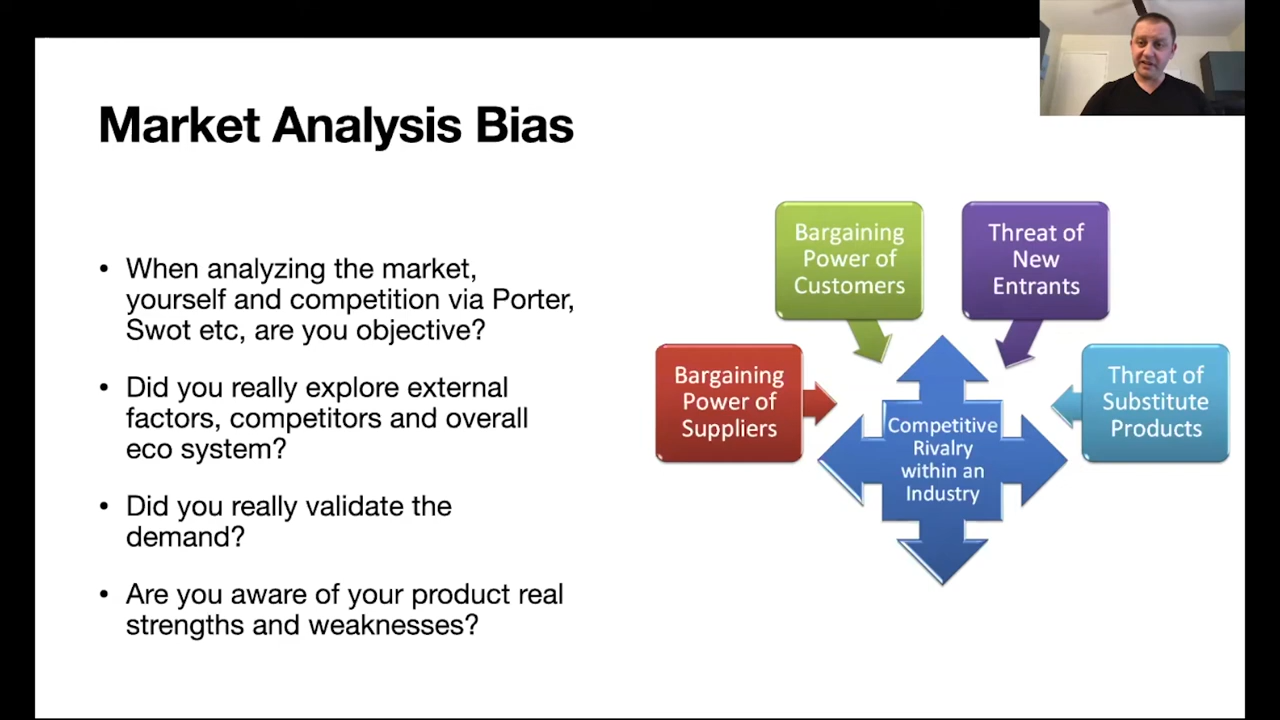 Market Analysis Bias
• When analyzing the market,
yourself and competition via Porter,
Swot etc, are you objective?
• Did you really explore external
factors, competitors and overall
eco system?
• Did you really validate the
demand?
• Are you aware of your product real
strengths and weaknesses?
Bargaining
Power of
Customers
Threat of
New
Entrants
Bargaining
Power of
Suppliers
Threat of
Substitute
Products
Competitive
Rivalry
within an
Industry